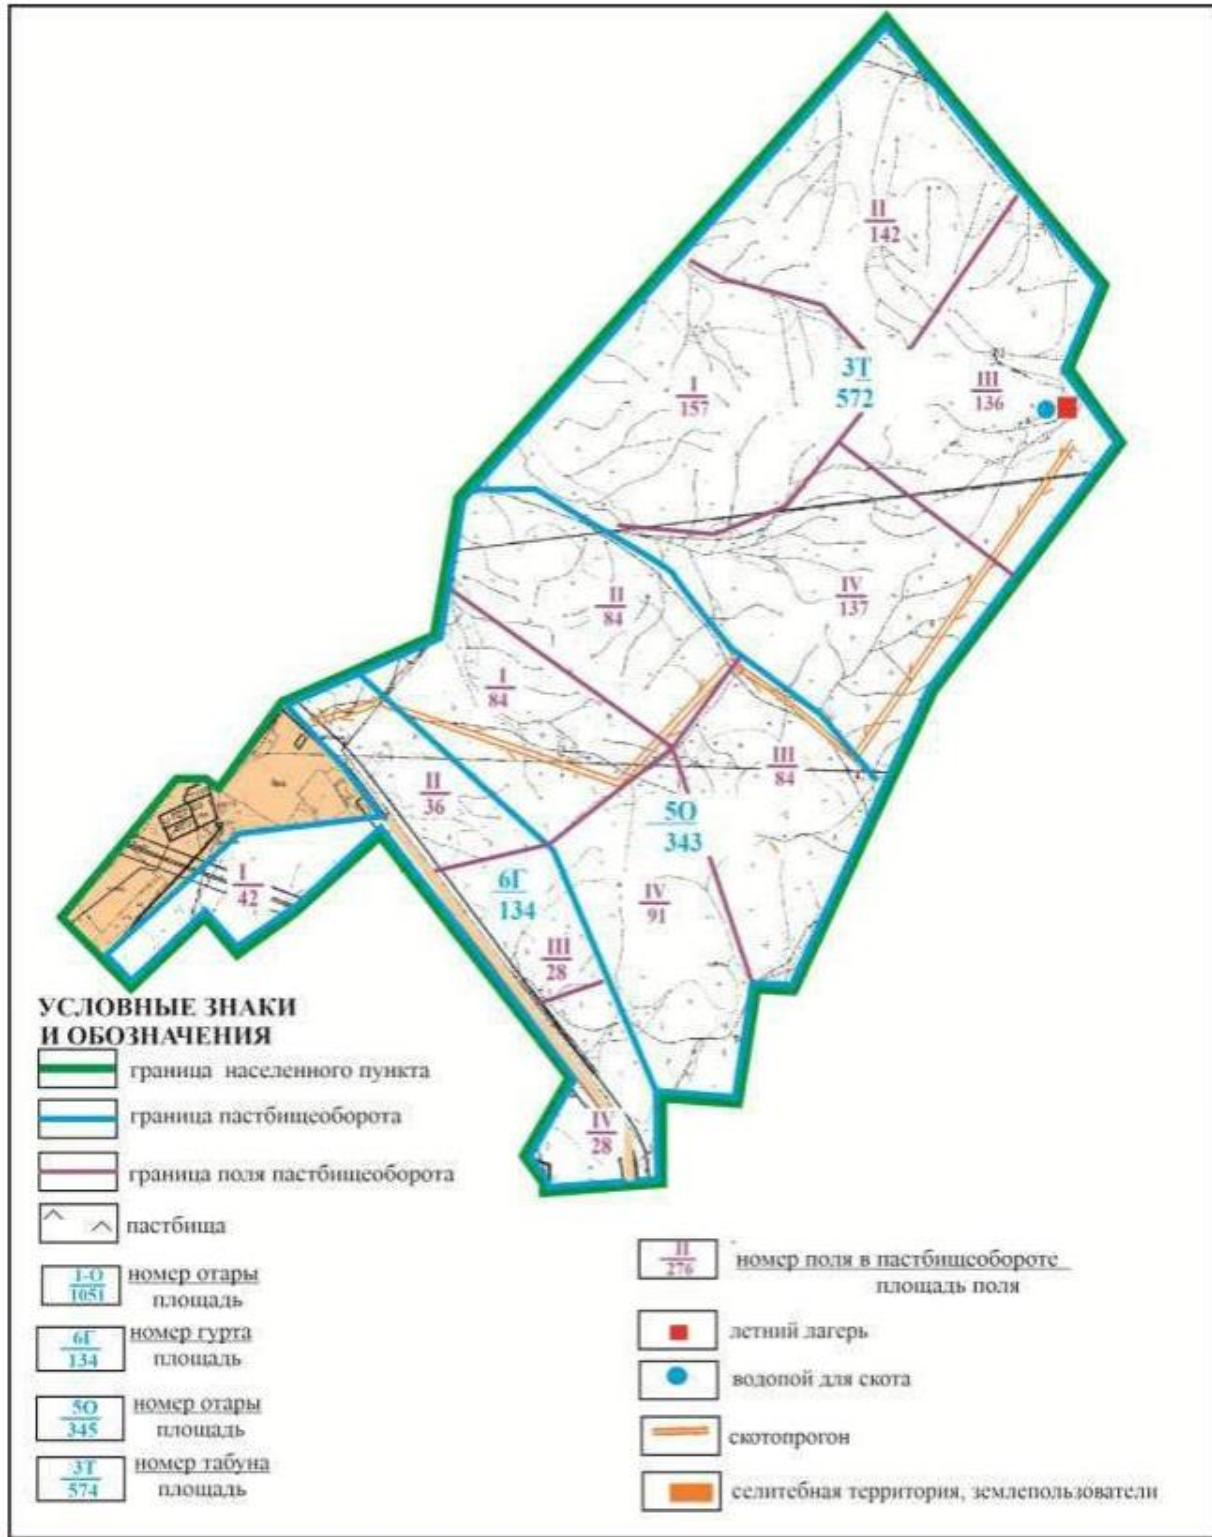 II
142
3Т
572
III
136
I
157
IV
137
II
84
I
84
III
84
II
36
5О
343
I
42
6Г
134
IV
91
III
28
IV
28
УСЛОВНЫЕ ЗНАКИ
И ОБОЗНАЧЕНИЯ
граница населенного пункта
граница пастбищеоборота
граница поля пастбищеоборота
пастбища
1-О
1051
номер отары
площадь
6Г
134
номер гурта
площадь
5О
345
номер отары
площадь
3Т
574
номер табуна
площадь
II
276
номер поля в пастбищеобороте
площадь поля
летний лагерь
водопой для скота
скотопрогон
селитебная территория, землепользователи